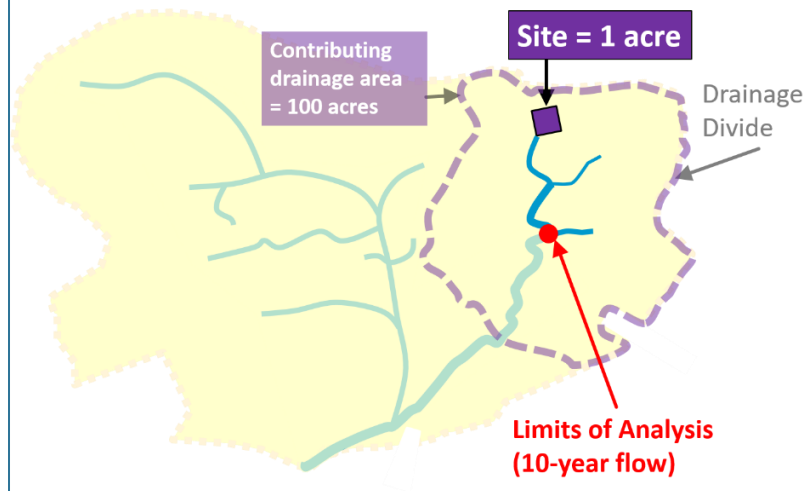 Site = 1 acre
Contributing
drainage area
= 100 acres
Drainage
Divide
Limits of Analysis
(10-year flow)